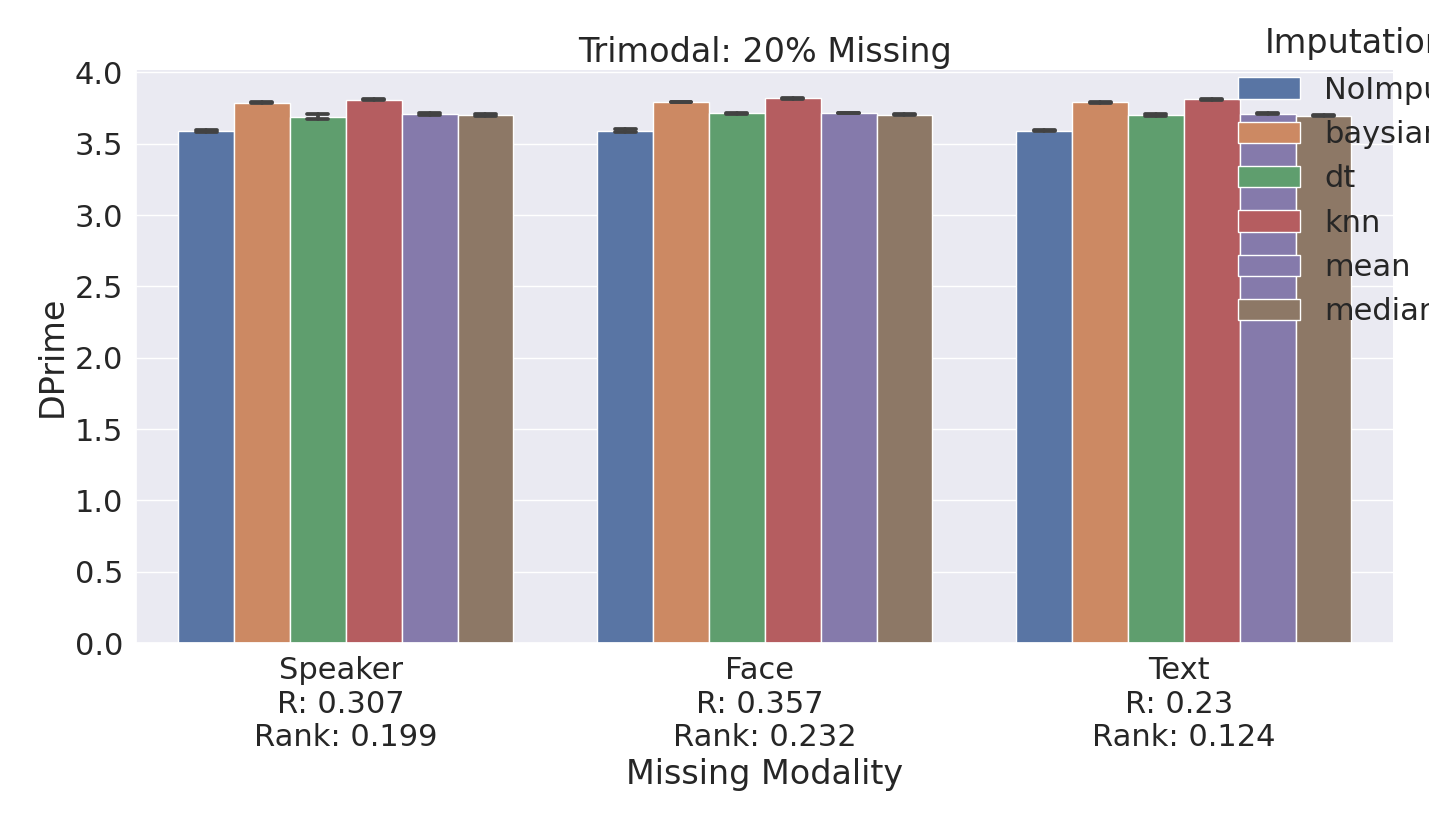 Trimodal: 20% Missing
Imputation
NoImpu
baysian
dt
knn
mean
median
DPrime
4.0
3.5
3.0
2.5
2.0
1.5
1.0
0.5
0.0
Speaker
R: 0.307
Rank: 0.199
Face
R: 0.357
Rank: 0.232
Text
R: 0.23
Rank: 0.124
Missing Modality